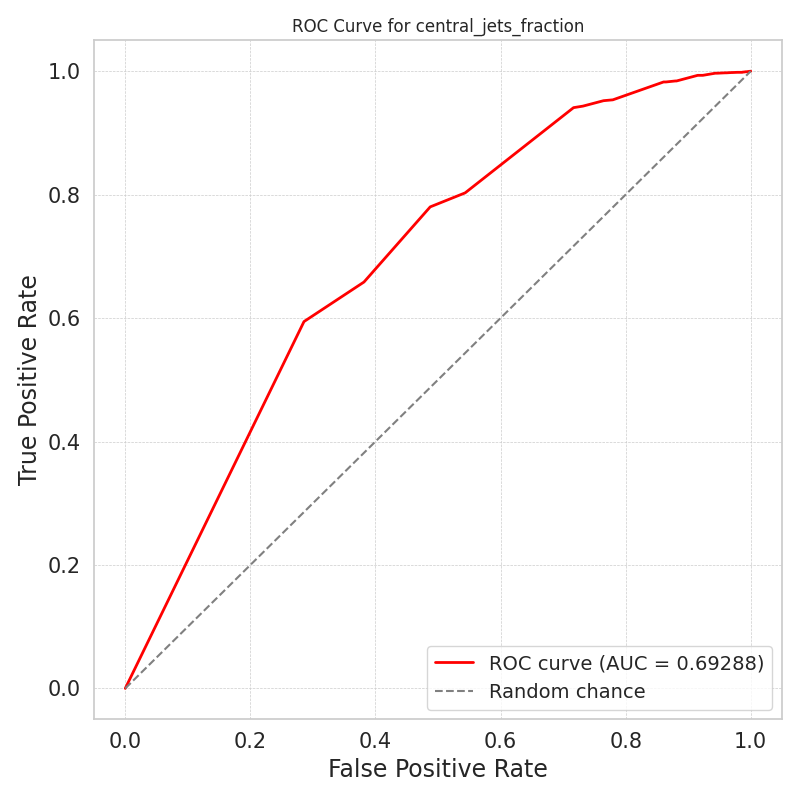 ROC Curve for central_jets_fraction
1.0
0.8
0.6
0.4
0.2
0.0
True Positive Rate
ROC curve (AUC = 0.69288)
Random chance
0.0 0.2 0.4 0.6 0.8 1.0
False Positive Rate